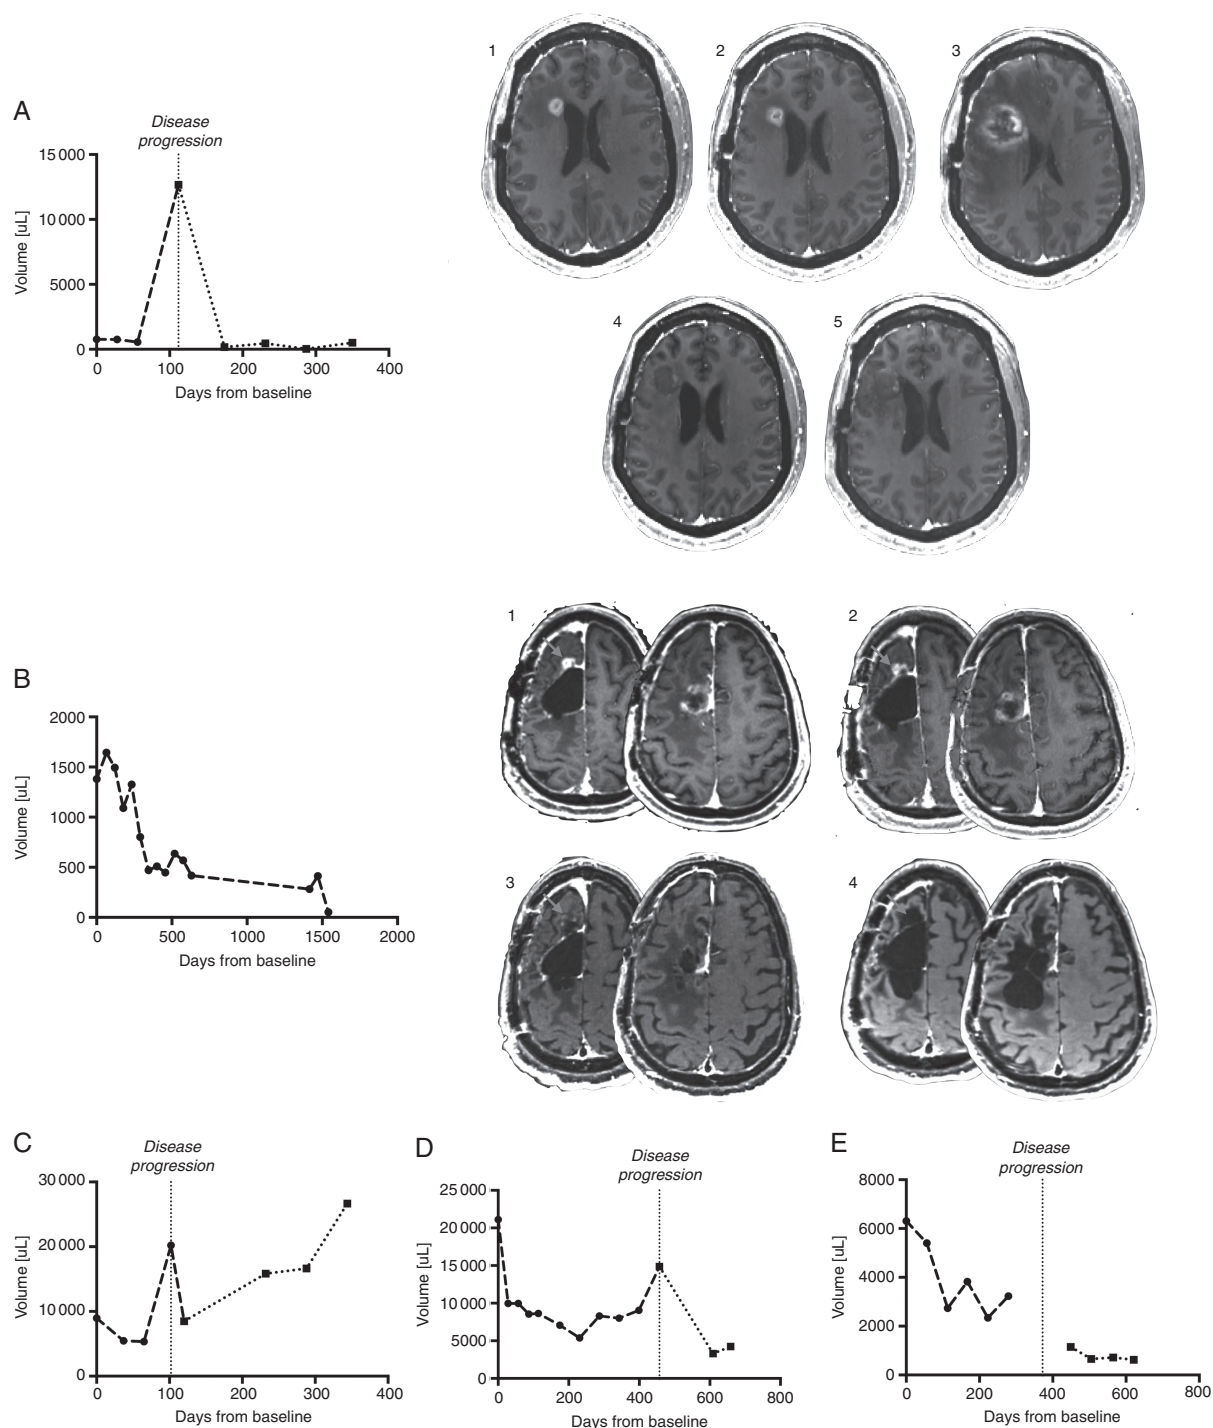 A
Disease
progression
15 000
10 000
5000
0
Volume [uL]
0 100 200 300 400
Days from baseline
1
2
3
4
5
B
2000
1500
1000
500
0
Volume [uL]
0 500 1000 1500 2000
Days from baseline
1
2
3
4
C
Disease
progression
30 000
20 000
10 000
0
Volume [uL]
0 100 200 300 400
Days from baseline
D
Disease
progression
25 000
20 000
15 000
10 000
5000
0
Volume [uL]
0 200 400 600 800
Days from baseline
E
Disease
progression
8000
6000
4000
2000
0
Volume [uL]
0 200 400 600 800
Days from baseline